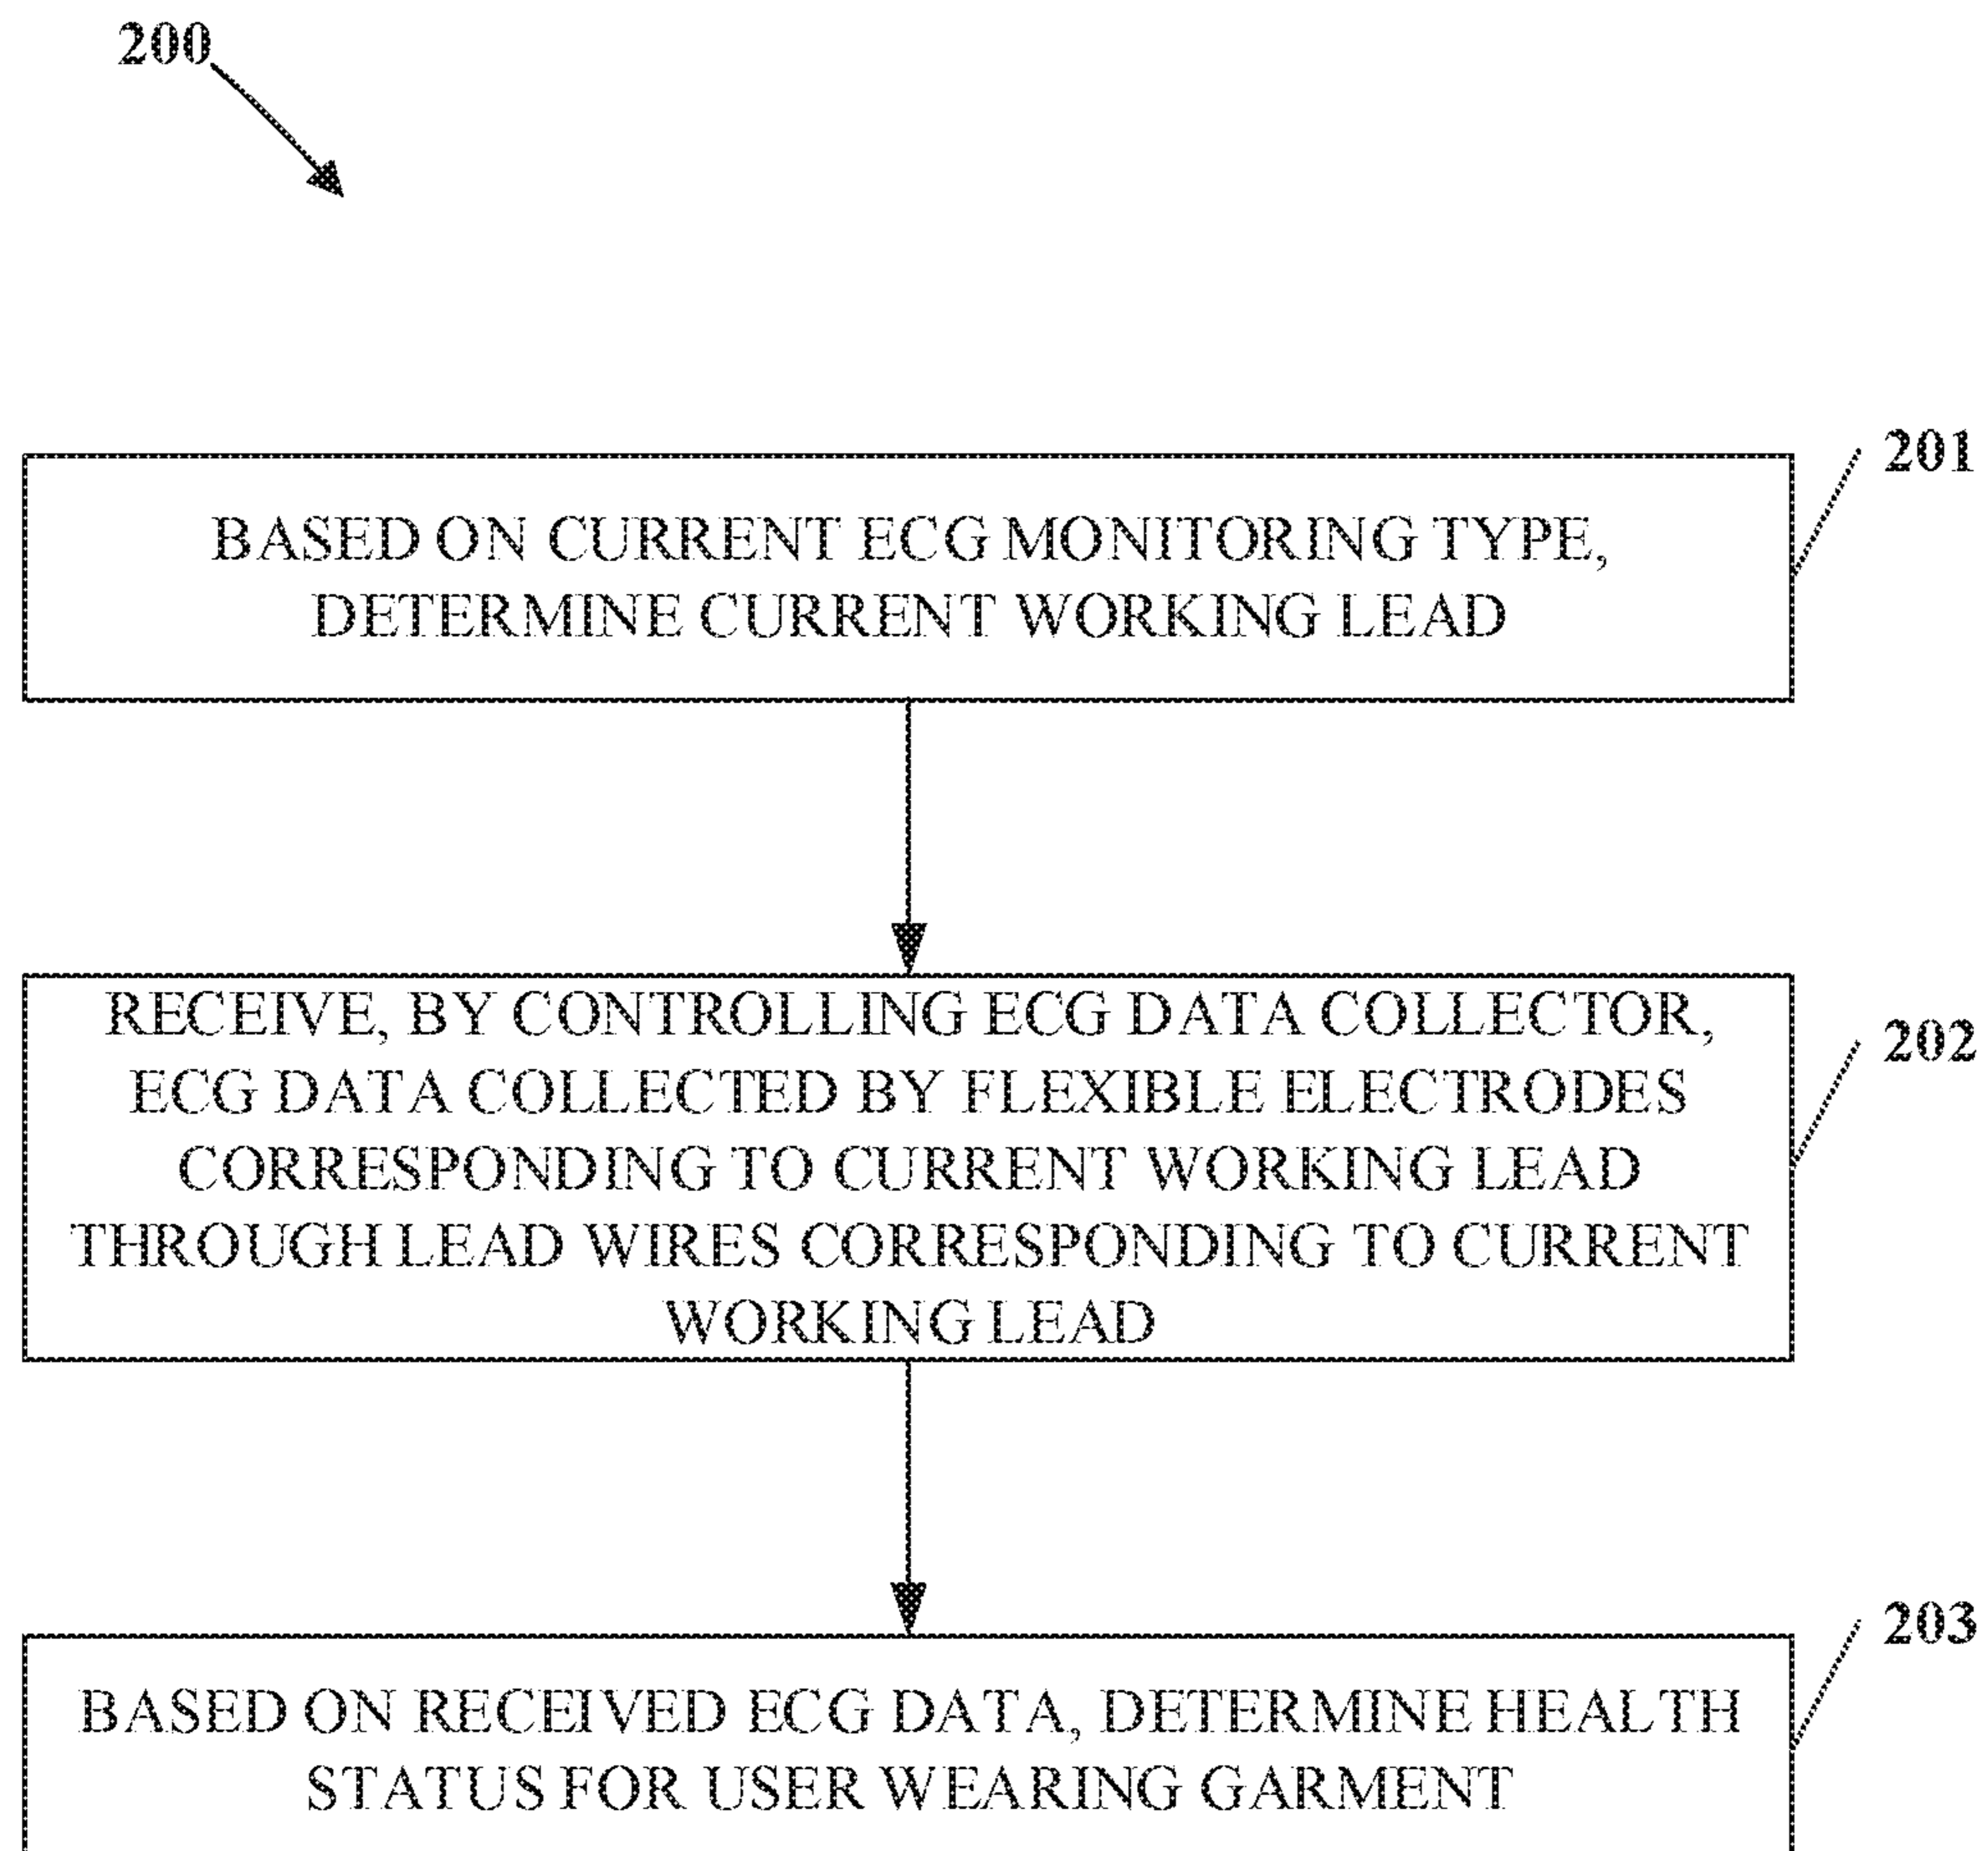 200
201
BASED ON CURRENT ECG MONITORING TYPE,
DETERMINE CURRENT WORKING LEAD
202
RECEIVE, BY CONTROLLING ECG DATA COLLECTOR,
ECG DATA COLLECTED BY FLEXIBLE ELECTRODES
CORRESPONDING TO CURRENT WORKING LEAD
THROUGH LEAD WIRES CORRESPONDING TO CURRENT
WORKING LEAD
203
BASED ON RECEIVED ECG DATA, DETERMINE HEALTH
STATUS FOR USER WEARING GARMENT